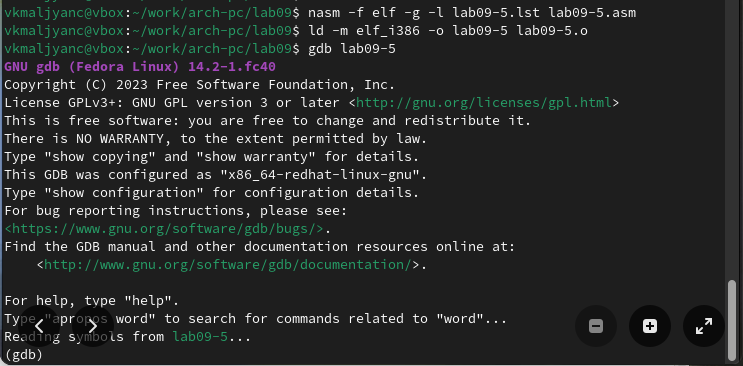 vkmaljyanc@vbox:~/work/arch-pc/lab09$ nasm -f elf -g -l lab09-5.lst lab09-5.asm
vkmaljyanc@vbox:~/work/arch-pc/lab09$ ld -m elf_i386 -o lab09-5 lab09-5.o
vkmaljyanc@vbox:~/work/arch-pc/lab09$ gdb lab09-5
GNU gdb (Fedora Linux) 14.2-1.fc40
Copyright (C) 2023 Free Software Foundation, Inc.
License GPLv3+: GNU GPL version 3 or later <http://gnu.org/licenses/gpl.html>
This is free software: you are free to change and redistribute it.
There is NO WARRANTY, to the extent permitted by law.
Type "show copying" and "show warranty" for details.
This GDB was configured as "x86_64-redhat-linux-gnu".
Type "show configuration" for configuration details.
For bug reporting instructions, please see:
<https://www.gnu.org/software/gdb/bugs/>.
Find the GDB manual and other documentation resources online at:
    <http://www.gnu.org/software/gdb/documentation/>.

For help, type "help".
Type "apropos word" to search for commands related to "word"...
Reading symbols from lab09-5...
(gdb)